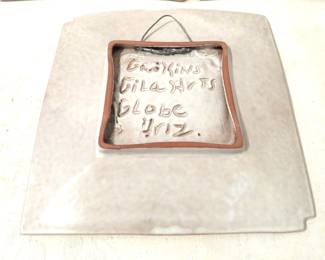 Gaskins
Gila Arts
Globe
Ariz.